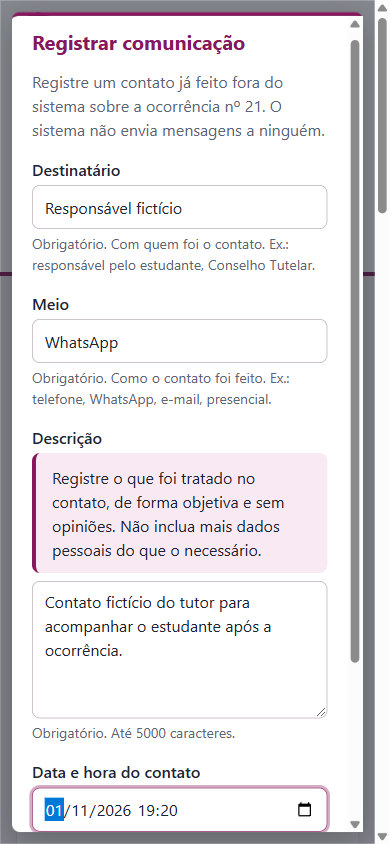 Registrar comunicação
Registre um contato já feito fora do
sistema sobre a ocorrência nº 21. O
sistema não envia mensagens a ninguém.
Destinatário
Responsável fictício
Obrigatório. Com quem foi o contato. Ex.:
responsável pelo estudante, Conselho Tutelar.
Meio
WhatsApp
Obrigatório. Como o contato foi feito. Ex.:
telefone, WhatsApp, e-mail, presencial.
Descrição
Registre o que foi tratado no
contato, de forma objetiva e sem
opiniões. Não inclua mais dados
pessoais do que o necessário.
Contato fictício do tutor para
acompanhar o estudante após a
ocorrência.
Obrigatório. Até 5000 caracteres.
Data e hora do contato
01/11/2026 19:20